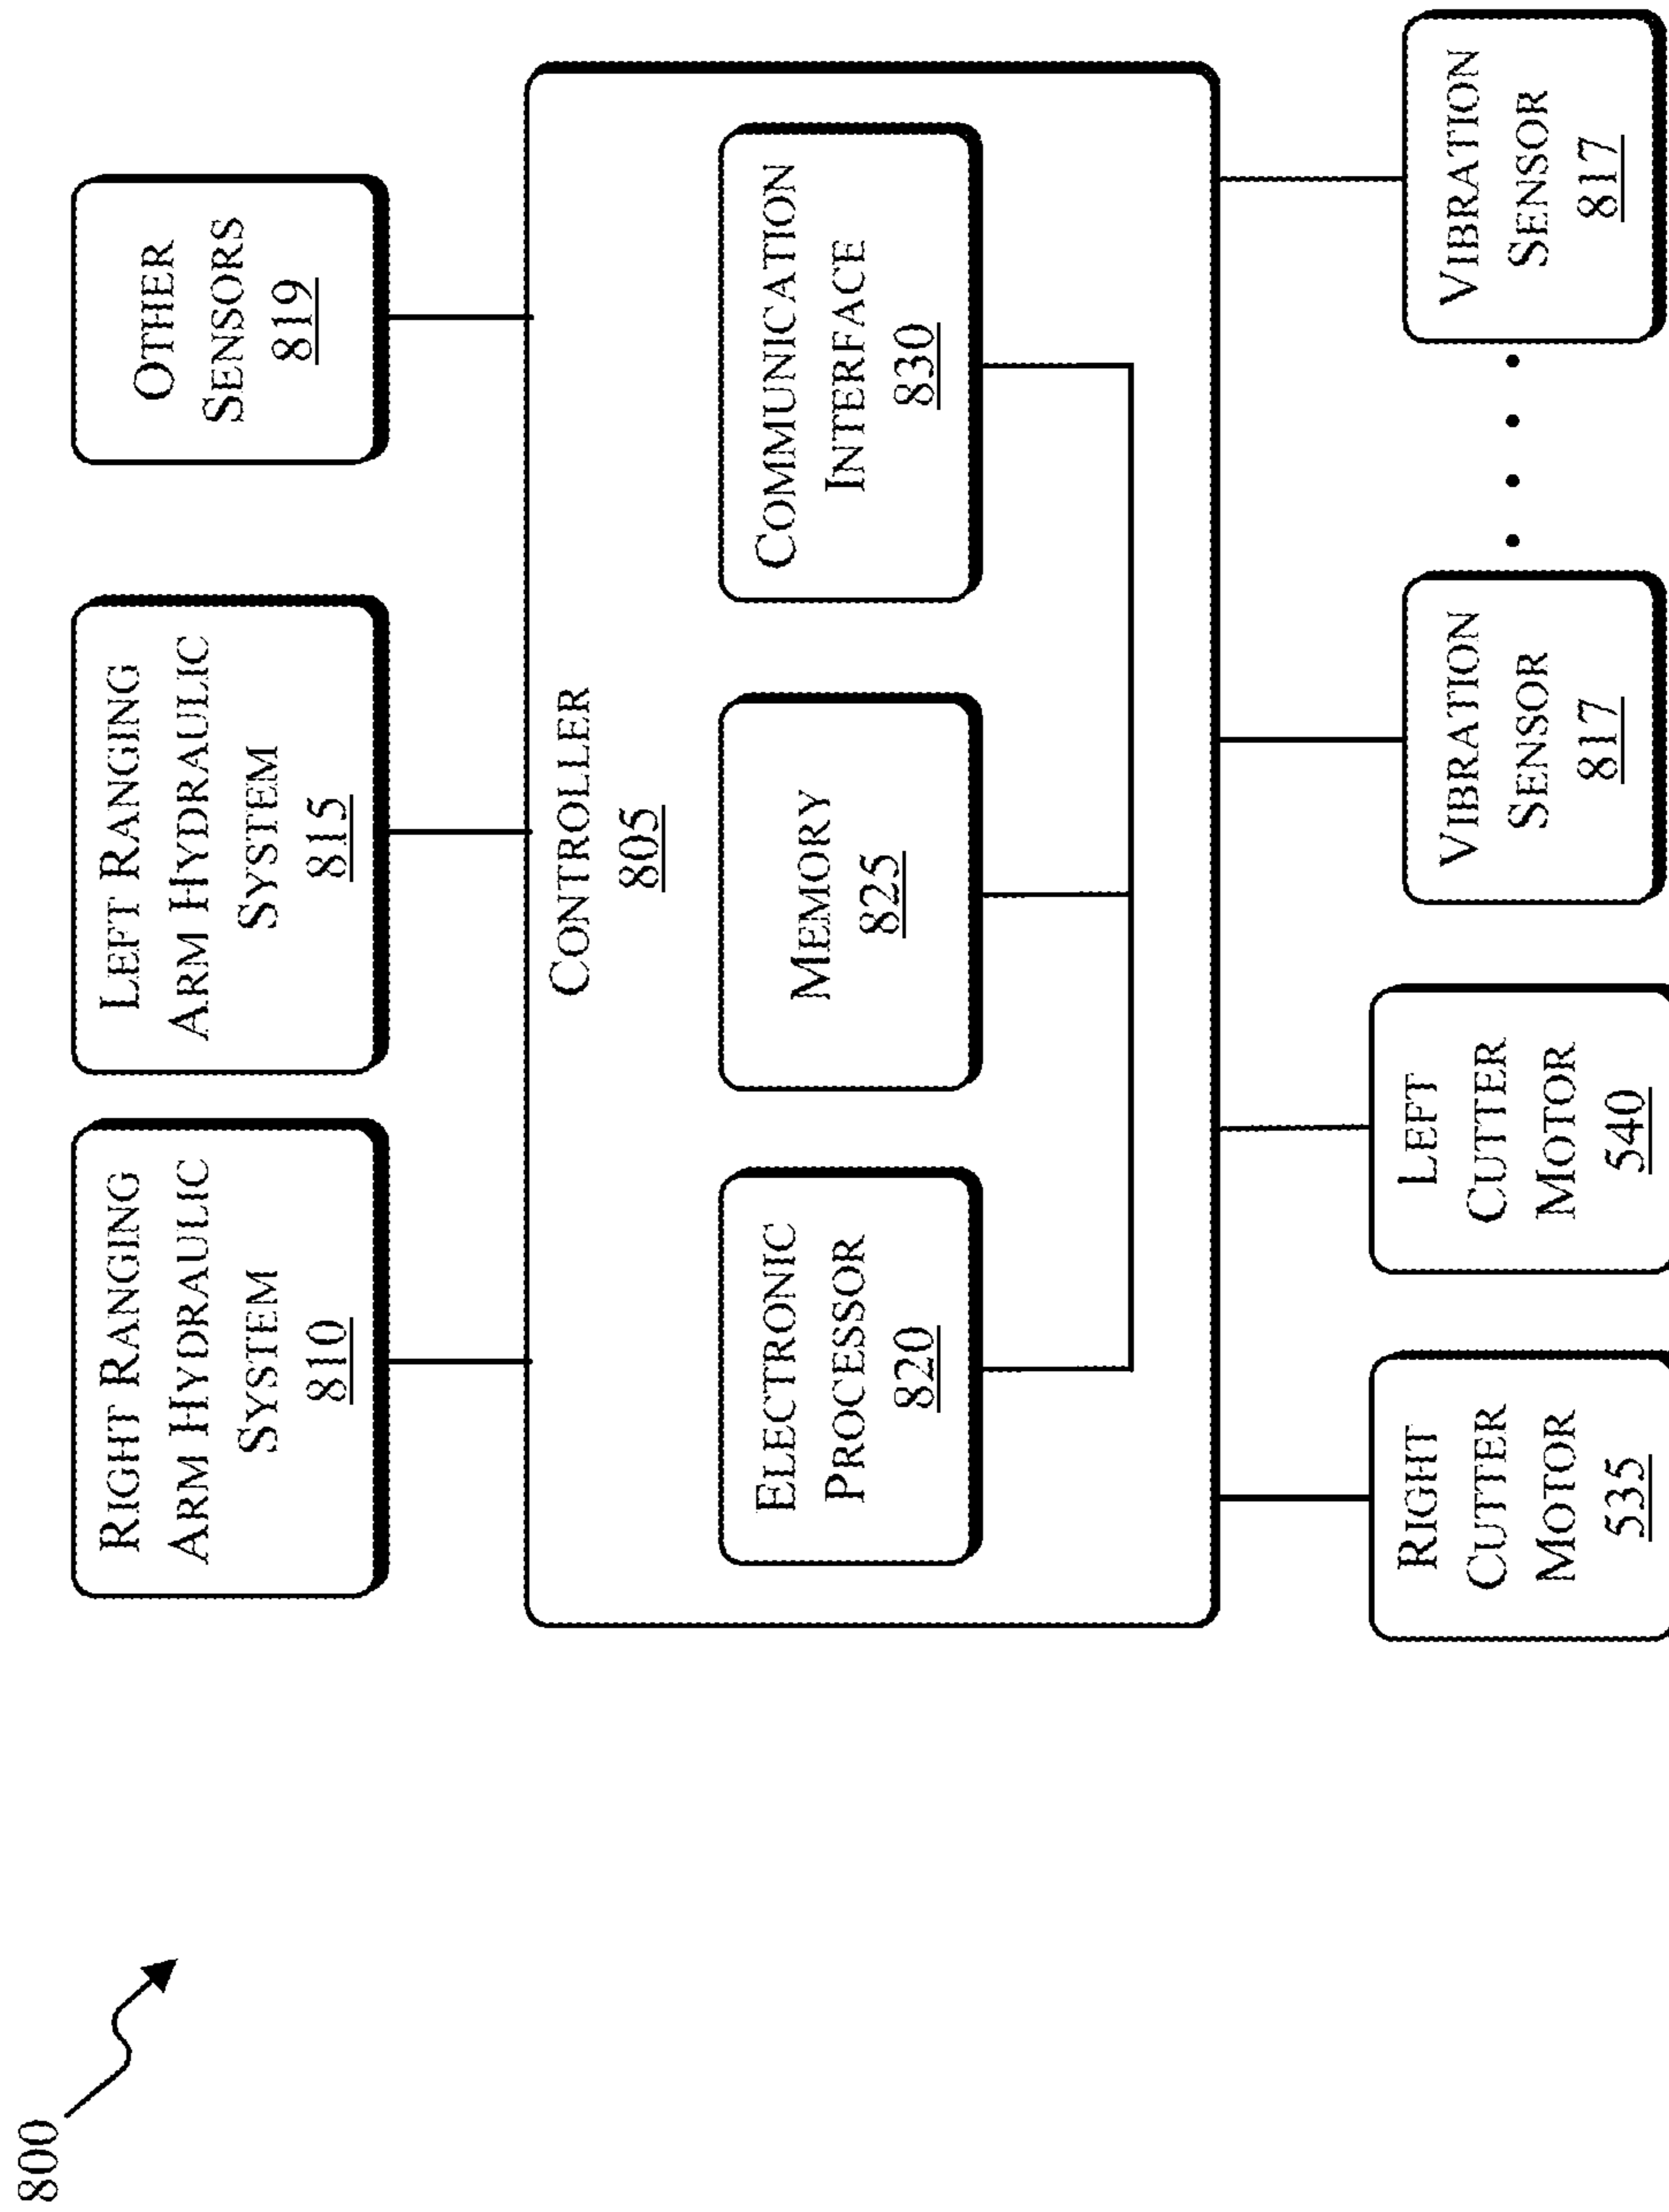 800
RIGHT RANGING
ARM HYDRAULIC
SYSTEM
810
LEFT RANGING
ARM HYDRAULIC
SYSTEM
815
OTHER
SENSORS
819
CONTROLLER
805
ELECTRONIC
PROCESSOR
820
MEMORY
825
COMMUNICATION
INTERFACE
830
RIGHT
CUTTER
MOTOR
535
LEFT
CUTTER
MOTOR
540
VIBRATION
SENSOR
817
VIBRATION
SENSOR
817